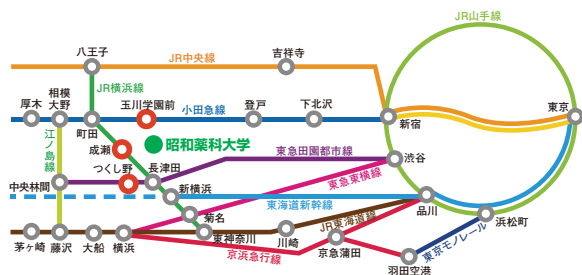 JR山手線
八王子
JR中央線
吉祥寺
JR横浜線
相模
大野
厚木
玉川学園前
小田急線
登戸
下北沢
東京
新宿
町田
江ノ島線
成瀬
昭和薬科大学
つくし野
長津田
東急田園都市線
渋谷
東急東横線
中央林間
新横浜
東海道新幹線
品川
菊名
浜松町
東神奈川
川崎
JR東海道線
茅ヶ崎
藤沢
大船
横浜
京浜急行線
京急蒲田
東京モノレール
羽田空港